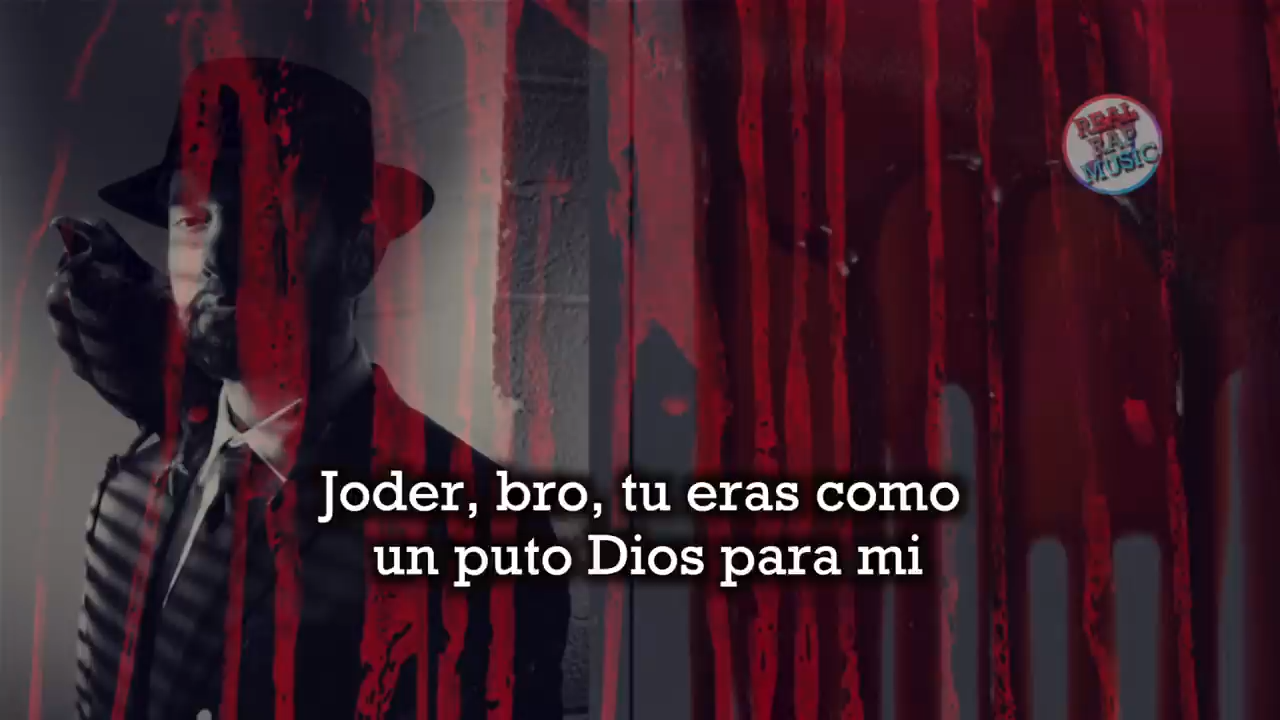 REAL
RAP
MUSIC
Joder, bro, tu eras como
un puto Dios para mi